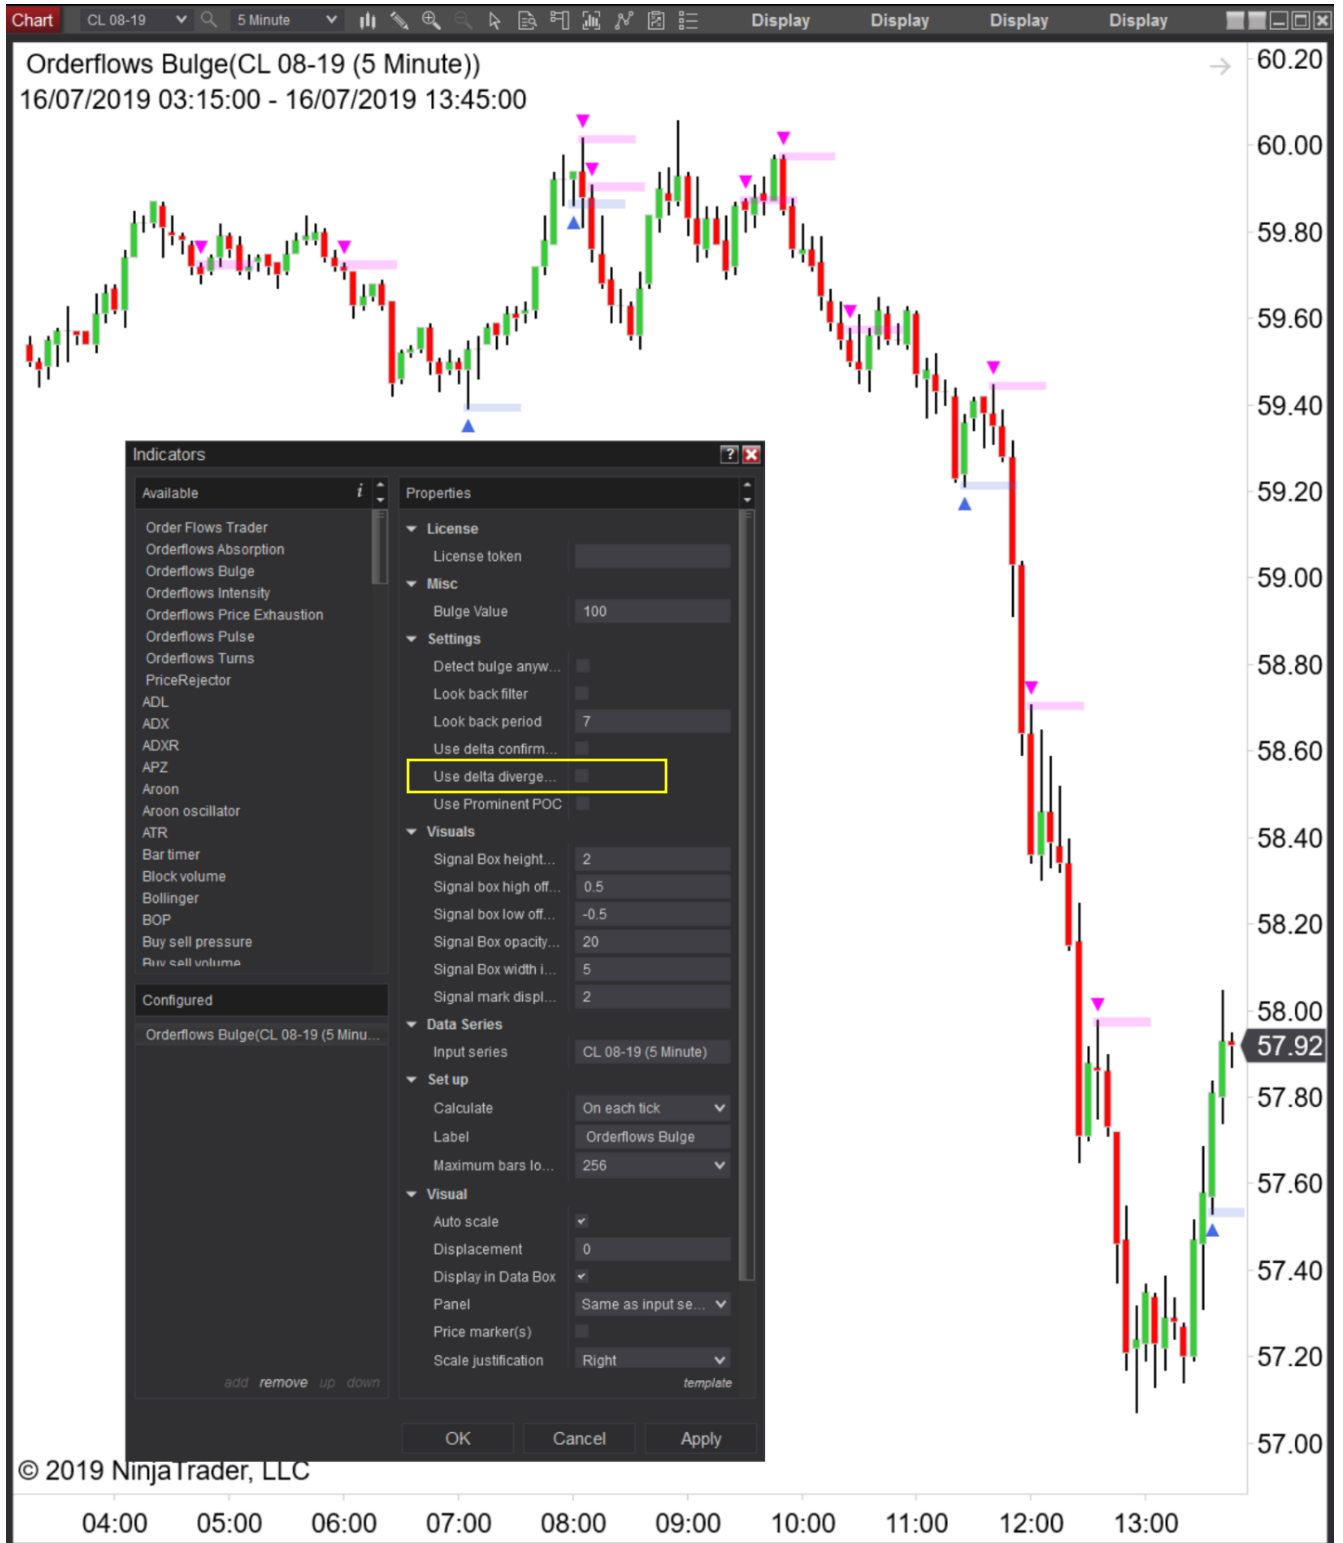 Chart CL 08-19 5 Minute Display Display Display Display
Orderflows Bulge(CL 08-19 (5 Minute))
16/07/2019 03:15:00 - 16/07/2019 13:45:00
60.20
60.00
59.80
59.60
59.40
59.20
59.00
58.80
58.60
58.40
58.20
58.00
57.92
57.80
57.60
57.40
57.20
57.00
Indicators ?
Available i
Order Flows Trader
Orderflows Absorption
Orderflows Bulge
Orderflows Intensity
Orderflows Price Exhaustion
Orderflows Pulse
Orderflows Turns
PriceRejector
ADL
ADX
ADXR
APZ
Aroon
Aroon oscillator
ATR
Bar timer
Block volume
Bollinger
BOP
Buy sell pressure
Buy sell volume
Configured
Orderflows Bulge(CL 08-19 (5 Minu...
add remove up down
Properties
License
License token
Misc
Bulge Value 100
Settings
Detect bulge anyw...
Look back filter
Look back period 7
Use delta confirm...
Use delta diverge...
Use Prominent POC
Visuals
Signal Box height... 2
Signal box high off... 0.5
Signal box low off... -0.5
Signal Box opacity... 20
Signal Box width i... 5
Signal mark displ... 2
Data Series
Input series CL 08-19 (5 Minute)
Set up
Calculate On each tick
Label Orderflows Bulge
Maximum bars lo... 256
Visual
Auto scale
Displacement 0
Display in Data Box
Panel Same as input se...
Price marker(s)
Scale justification Right
template
OK Cancel Apply
© 2019 NinjaTrader, LLC
04:00 05:00 06:00 07:00 08:00 09:00 10:00 11:00 12:00 13:00